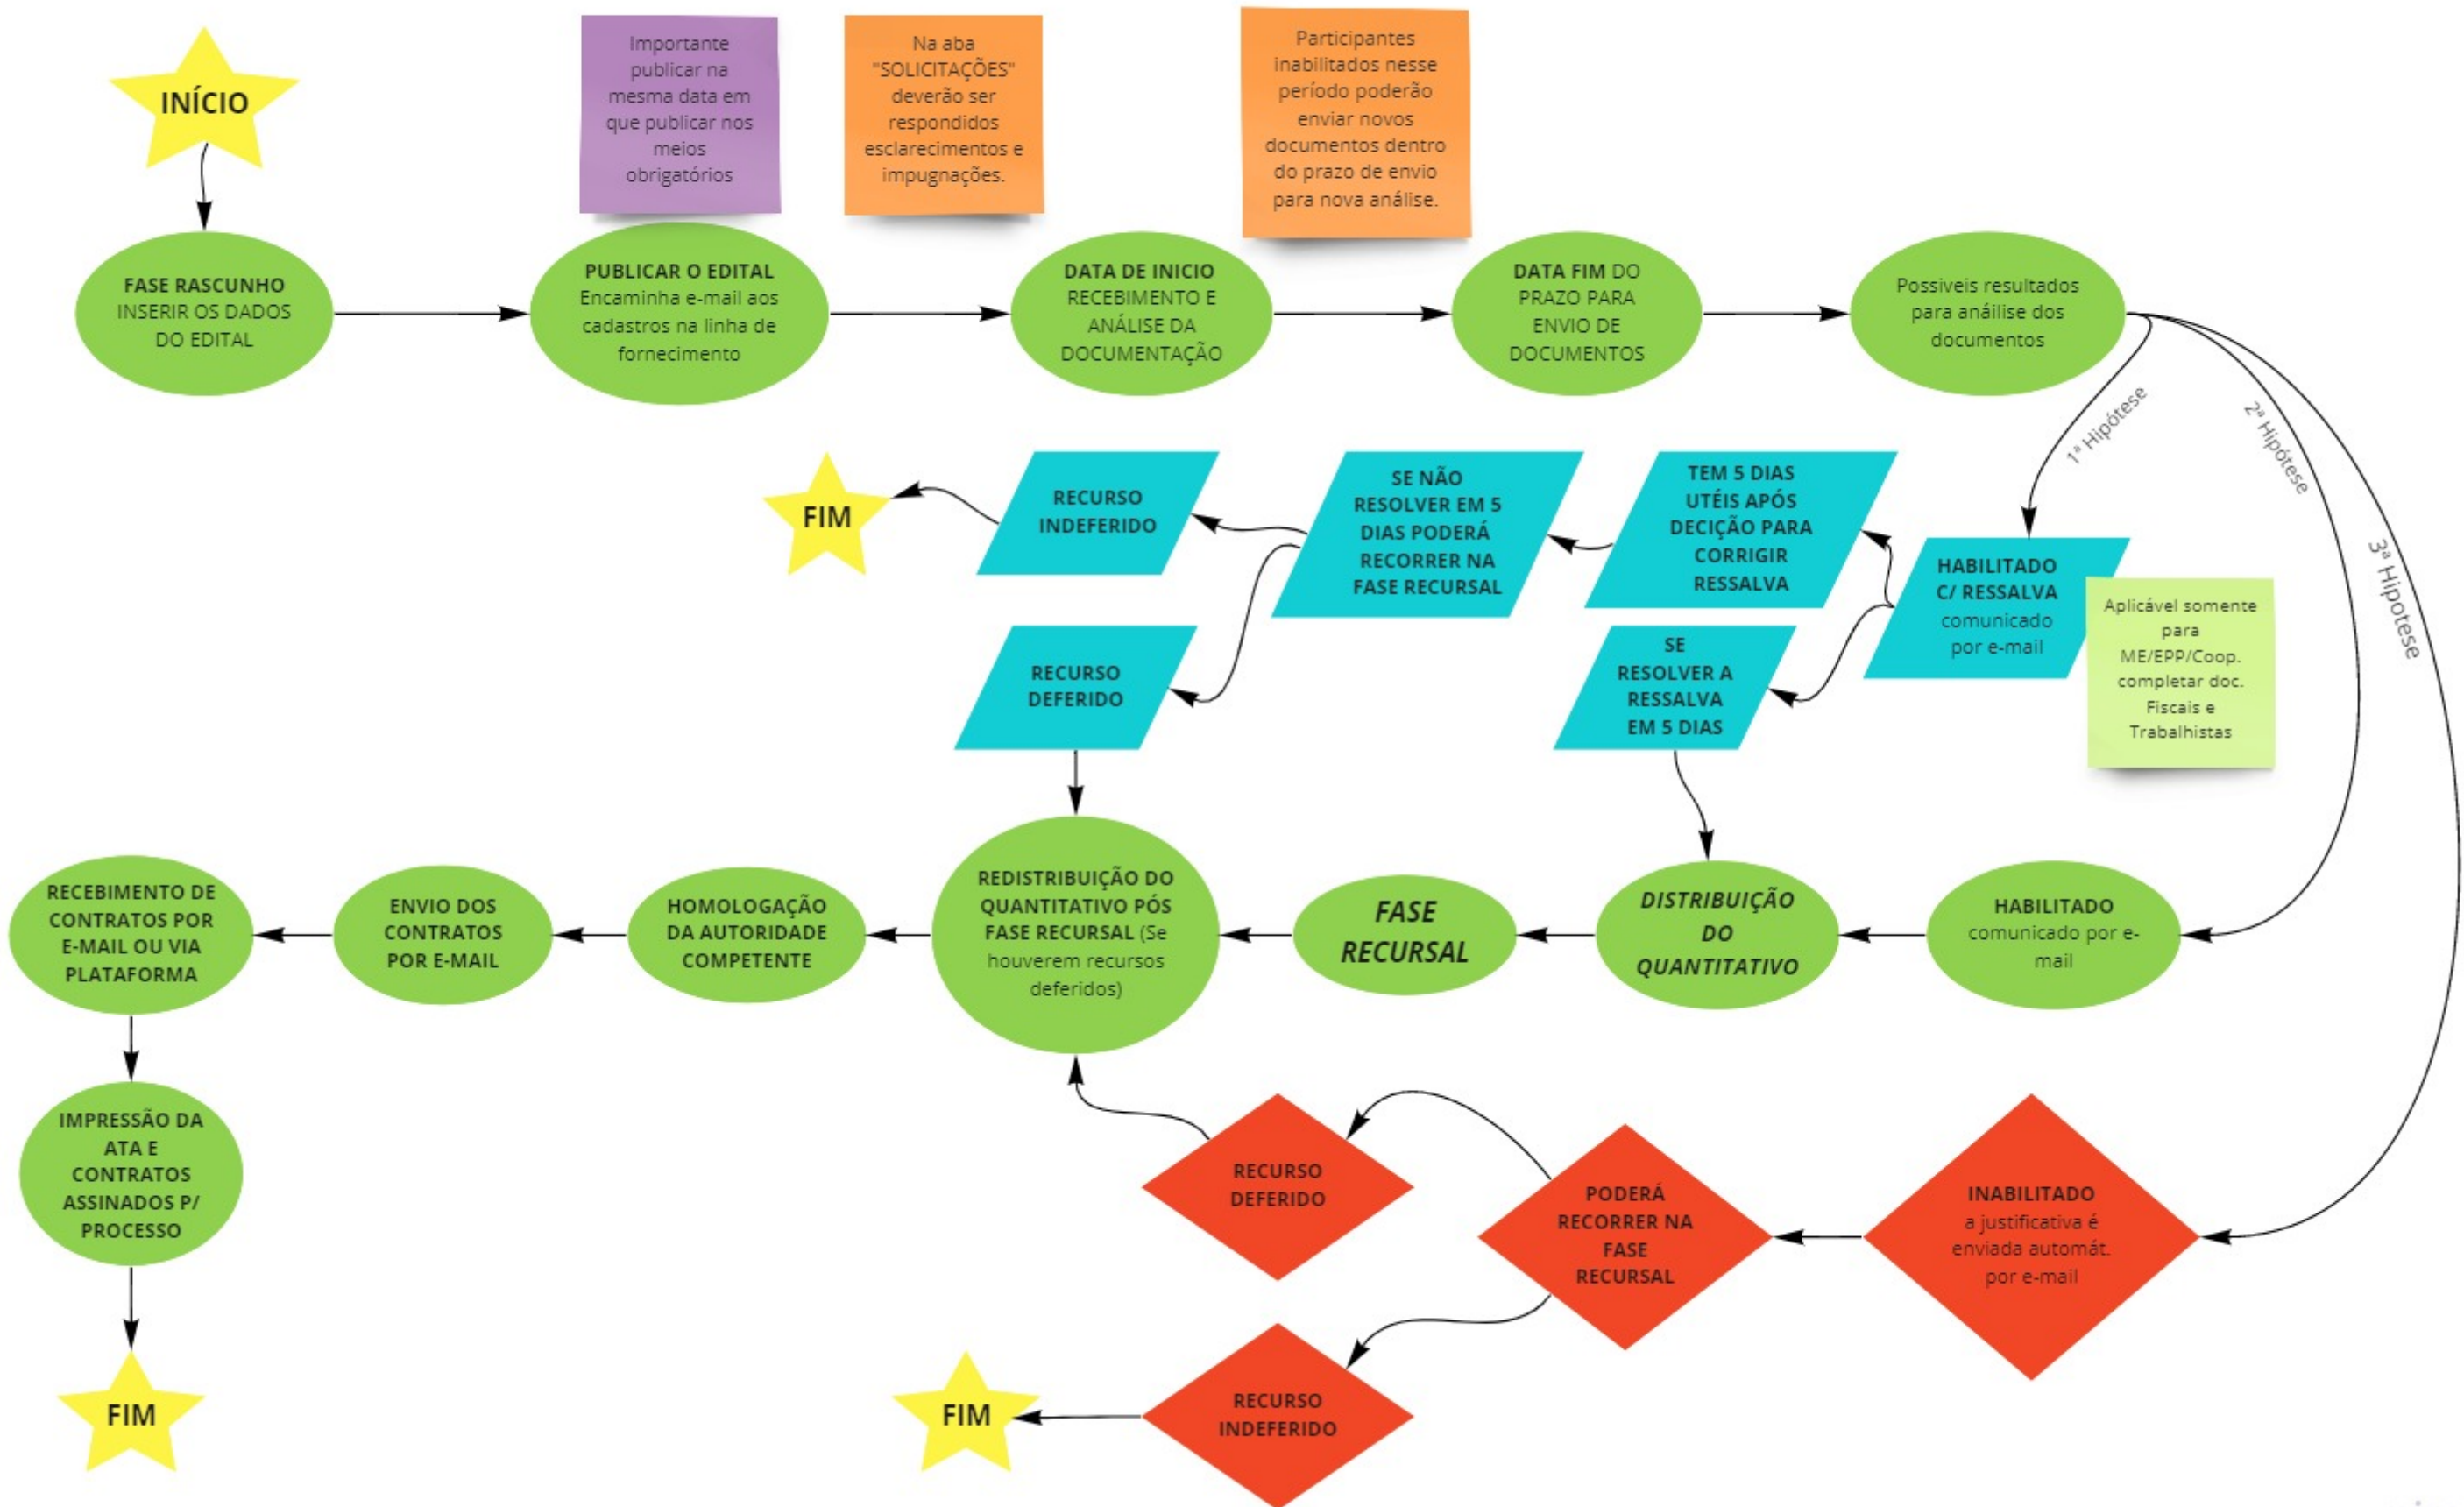 INÍCIO
Importante
publicar na
mesma data em
que publicar nos
meios
obrigatórios
Na aba
"SOLICITAÇÕES"
deverão ser
respondidos
esclarecimentos e
impugnações.
Participantes
inabilitados nesse
período poderão
enviar novos
documentos dentro
do prazo de envio
para nova análise.
FASE RASCUNHO
INSERIR OS DADOS
DO EDITAL
PUBLICAR O EDITAL
Encaminha e-mail aos
cadastros na linha de
fornecimento
DATA DE INICIO
RECEBIMENTO E
ANÁLISE DA
DOCUMENTAÇÃO
DATA FIM DO
PRAZO PARA
ENVIO DE
DOCUMENTOS
Possiveis resultados
para análise dos
documentos
1ª Hipótese
2ª Hipótese
3ª Hipotese
HABILITADO
C/ RESSALVA
comunicado
por e-mail
Aplicável somente
para
ME/EPP/Coop.
completar doc.
Fiscais e
Trabalhistas
TEM 5 DIAS
UTÉIS APÓS
DECIÇÃO PARA
CORRIGIR
RESSALVA
SE NÃO
RESOLVER EM 5
DIAS PODERÁ
RECORRER NA
FASE RECURSAL
RECURSO
INDEFERIDO
FIM
SE
RESOLVER A
RESSALVA
EM 5 DIAS
RECURSO
DEFERIDO
HABILITADO
comunicado por e-
mail
DISTRIBUIÇÃO
DO
QUANTITATIVO
FASE
RECURSAL
REDISTRIBUIÇÃO DO
QUANTITATIVO PÓS
FASE RECURSAL (Se
houverem recursos
deferidos)
HOMOLOGAÇÃO
DA AUTORIDADE
COMPETENTE
ENVIO DOS
CONTRATOS
POR E-MAIL
RECEBIMENTO DE
CONTRATOS POR
E-MAIL OU VIA
PLATAFORMA
IMPRESSÃO DA
ATA E
CONTRATOS
ASSINADOS P/
PROCESSO
FIM
INABILITADO
a justificativa é
enviada automát.
por e-mail
PODERÁ
RECORRER NA
FASE
RECURSAL
RECURSO
DEFERIDO
RECURSO
INDEFERIDO
FIM